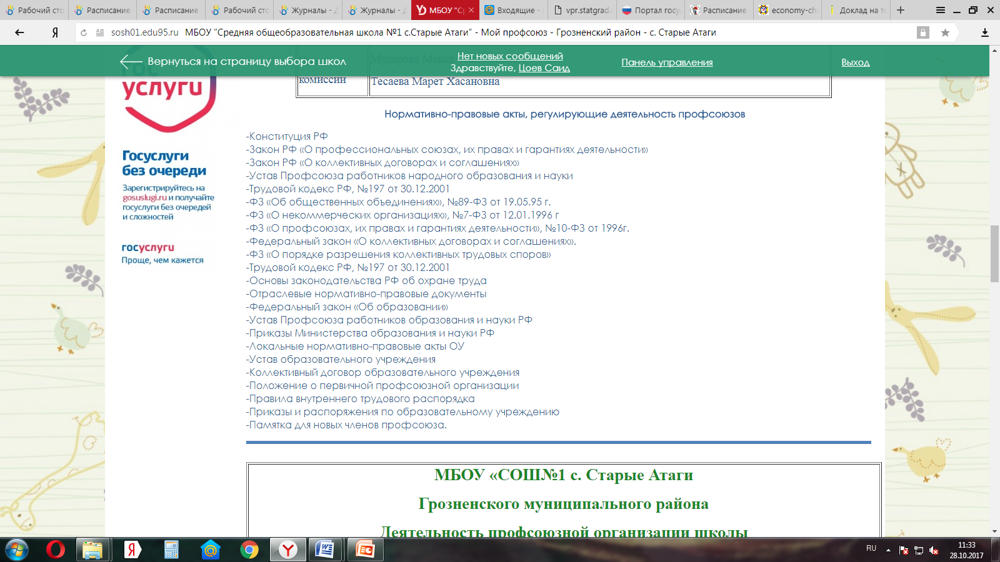 Рабочий сто
Расписание
Расписание
Рабочий сто
Журналы - Д
Журналы - Д
МБОУ "Ср
Входящие -
vpr.statgrad.
Портал госу
Расписание
economy-ch
Доклад на те
Я
sosh01.edu95.ru МБОУ "Средняя общеобразовательная школа №1 с.Старые Атаги" - Мой профсоюз - Грозненский район - с. Старые Атаги
Вернуться на страницу выбора школ
Нет новых сообщений
Здравствуйте, Цоев Саид
Панель управления
Выход
комиссии
Тесаева Марет Хасановна
услуги
Госуслуги
без очереди
Зарегистрируйтесь на
gosuslugi.ru и получайте
госуслуги без очередей
и сложностей
госуслуги
Проще, чем кажется
Нормативно-правовые акты, регулирующие деятельность профсоюзов
-Конституция РФ
-Закон РФ «О профессиональных союзах, их правах и гарантиях деятельности»
-Закон РФ «О коллективных договорах и соглашениях»
-Устав Профсоюза работников народного образования и науки
-Трудовой кодекс РФ, №197 от 30.12.2001
-ФЗ «Об общественных объединениях», №89-ФЗ от 19.05.95 г.
-ФЗ «О некоммерческих организациях», №7-ФЗ от 12.01.1996 г
-ФЗ «О профсоюзах, их правах и гарантиях деятельности», №10-ФЗ от 1996г.
-Федеральный закон «О коллективных договорах и соглашениях».
-ФЗ «О порядке разрешения коллективных трудовых споров»
-Трудовой кодекс РФ, №197 от 30.12.2001
-Основы законодательства РФ об охране труда
-Отраслевые нормативно-правовые документы
-Федеральный закон «Об образовании»
-Устав Профсоюза работников образования и науки РФ
-Приказы Министерства образования и науки РФ
-Локальные нормативно-правовые акты ОУ
-Устав образовательного учреждения
-Коллективный договор образовательного учреждения
-Положение о первичной профсоюзной организации
-Правила внутреннего трудового распорядка
-Приказы и распоряжения по образовательному учреждению
-Памятка для новых членов профсоюза.
МБОУ «СОШ№1 с. Старые Атаги
Грозненского муниципального района
Деятельность профсоюзной организации школы
RU
11:33
28.10.2017